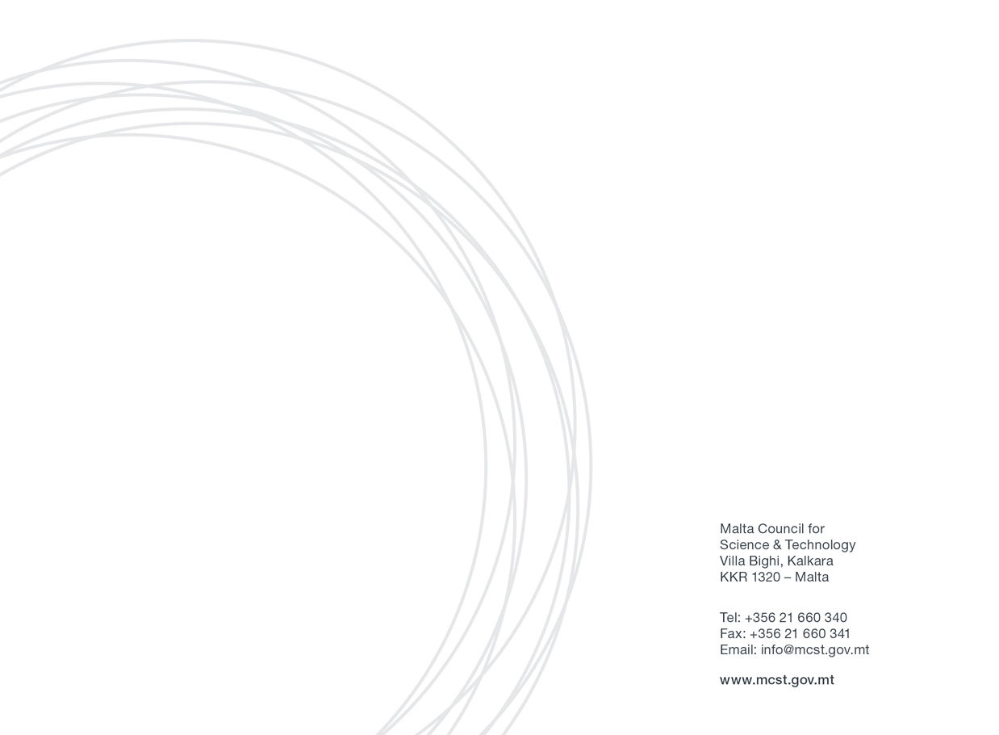 Malta Council for
Science & Technology
Villa Bighi, Kalkara
KKR 1320 – Malta
Tel: +356 21 660 340
Fax: +356 21 660 341
Email: info@mcst.gov.mt
www.mcst.gov.mt